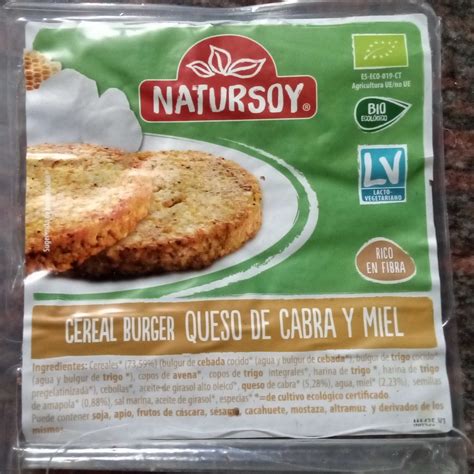 NATURSOY®
ES-ECO-019-CT
Agricultura UE/no UE
BIO
ECOLÓGICO
LV
LACTO-
VEGETARIANO
RICO
EN FIBRA
CEREAL BURGER QUESO DE CABRA Y MIEL
Ingredientes: Cereales* (73,59%) (bulgur de cebada cocido* (agua y bulgur de cebada*), bulgur de trigo cocido*
(agua y bulgur de trigo*), copos de avena*, copos de trigo integrales*, harina de trigo*, harina de trigo
pregelatinizada*), cebollas*, aceite de girasol alto oleico*, queso de cabra* (5,28%), agua, miel* (2,23%), semillas
de amapola* (0,88%), sal marina, aceite de girasol*, especias* *=de cultivo ecológico certificado.
Puede contener soja, apio, frutos de cáscara, sésamo, cacahuete, mostaza, altramuz y derivados de los
mismos